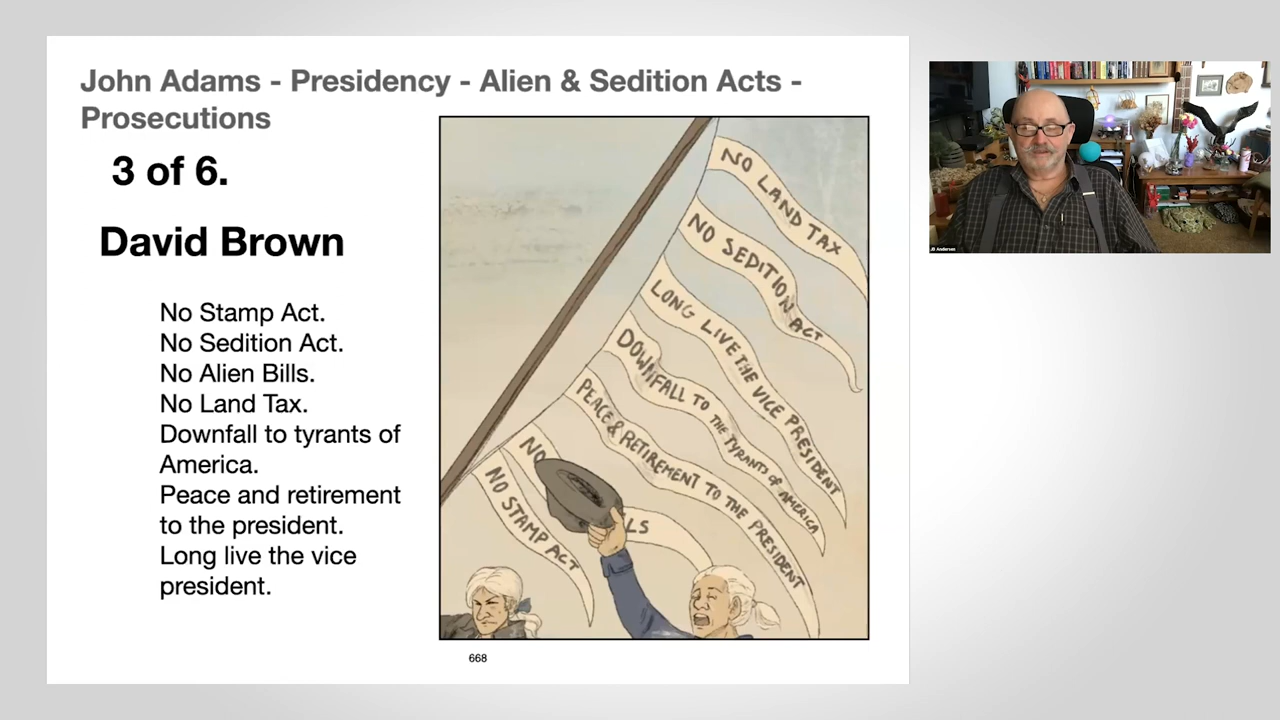 John Adams - Presidency - Alien & Sedition Acts -
Prosecutions
3 of 6.
David Brown
No Stamp Act.
No Sedition Act.
No Alien Bills.
No Land Tax.
Downfall to tyrants of
America.
Peace and retirement
to the president.
Long live the vice
president.
NO LAND TAX
NO SEDITION ACT
LONG LIVE THE VICE PRESIDENT
DOWNFALL TO THE TYRANTS OF AMERICA
PEACE & RETIREMENT TO THE PRESIDENT
NO LS
NO STAMP ACT
668
JB Andersen